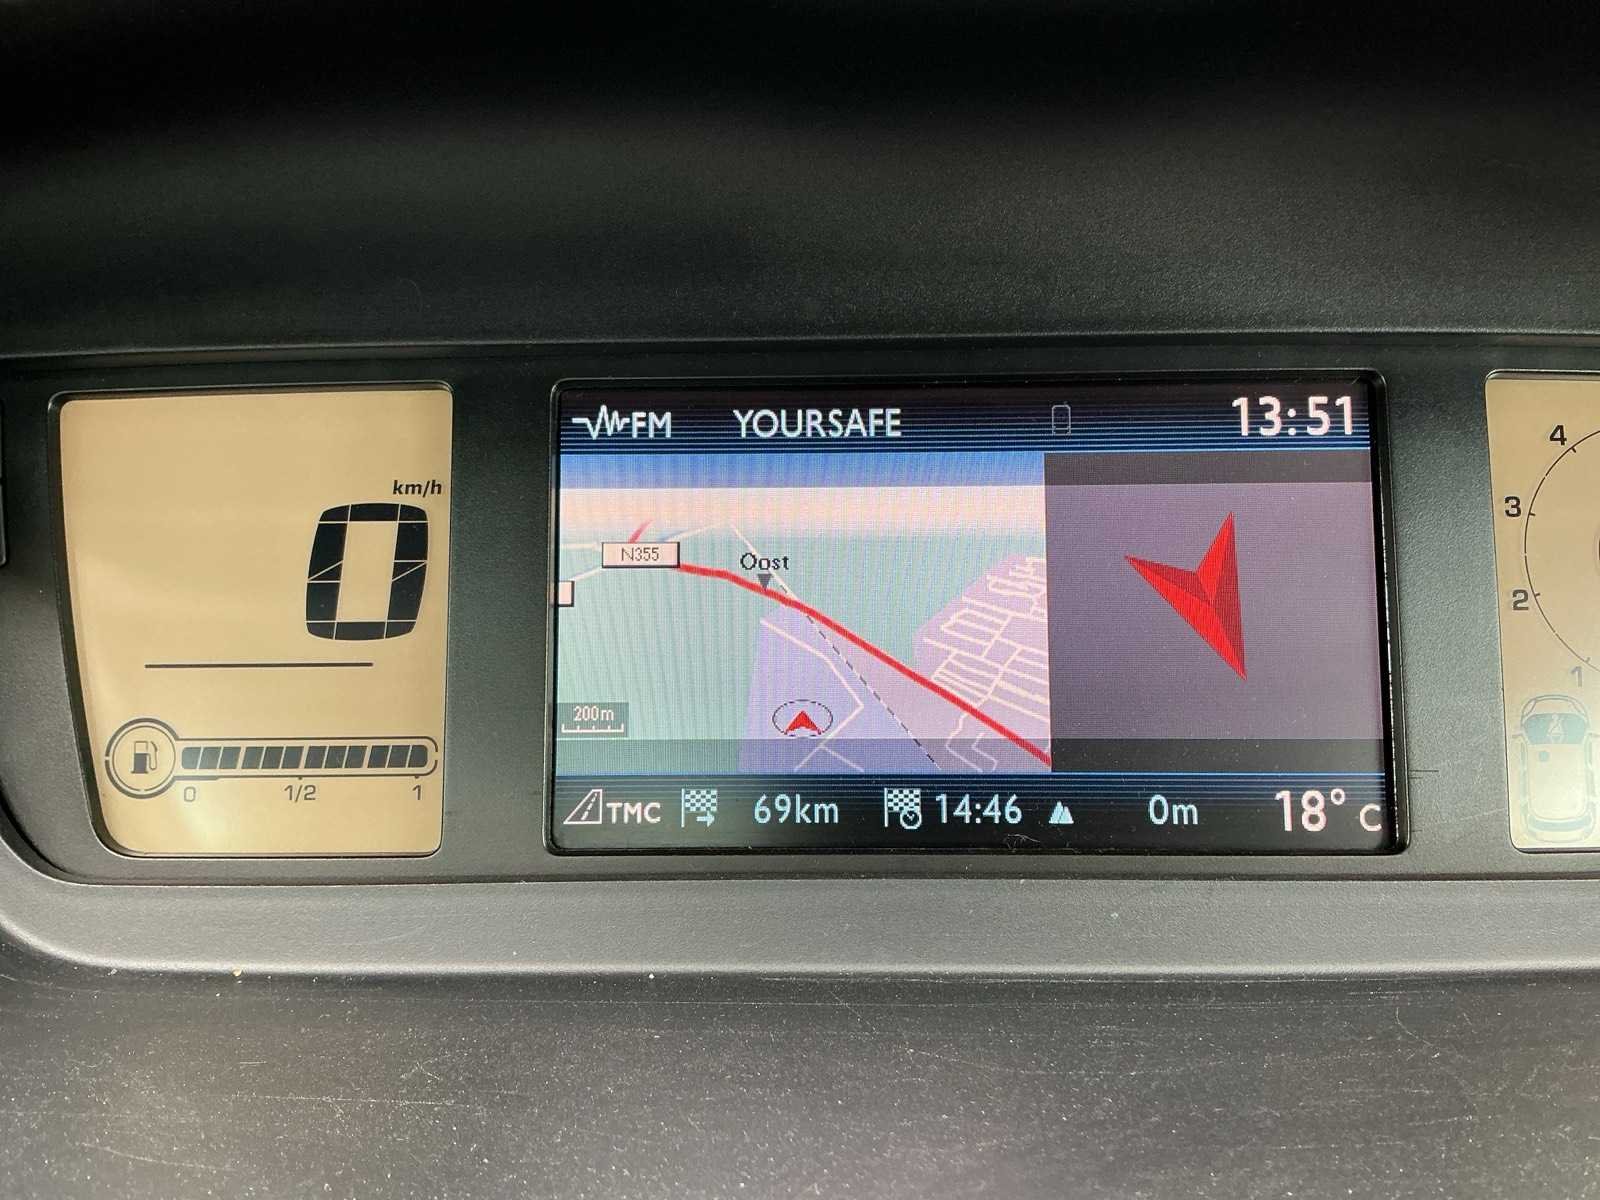 km/h
0
0 1/2 1
FM YOURSAFE 13:51
N355
Oost
200m
TMC 69km 14:46 0m 18° C
4
3
2
1